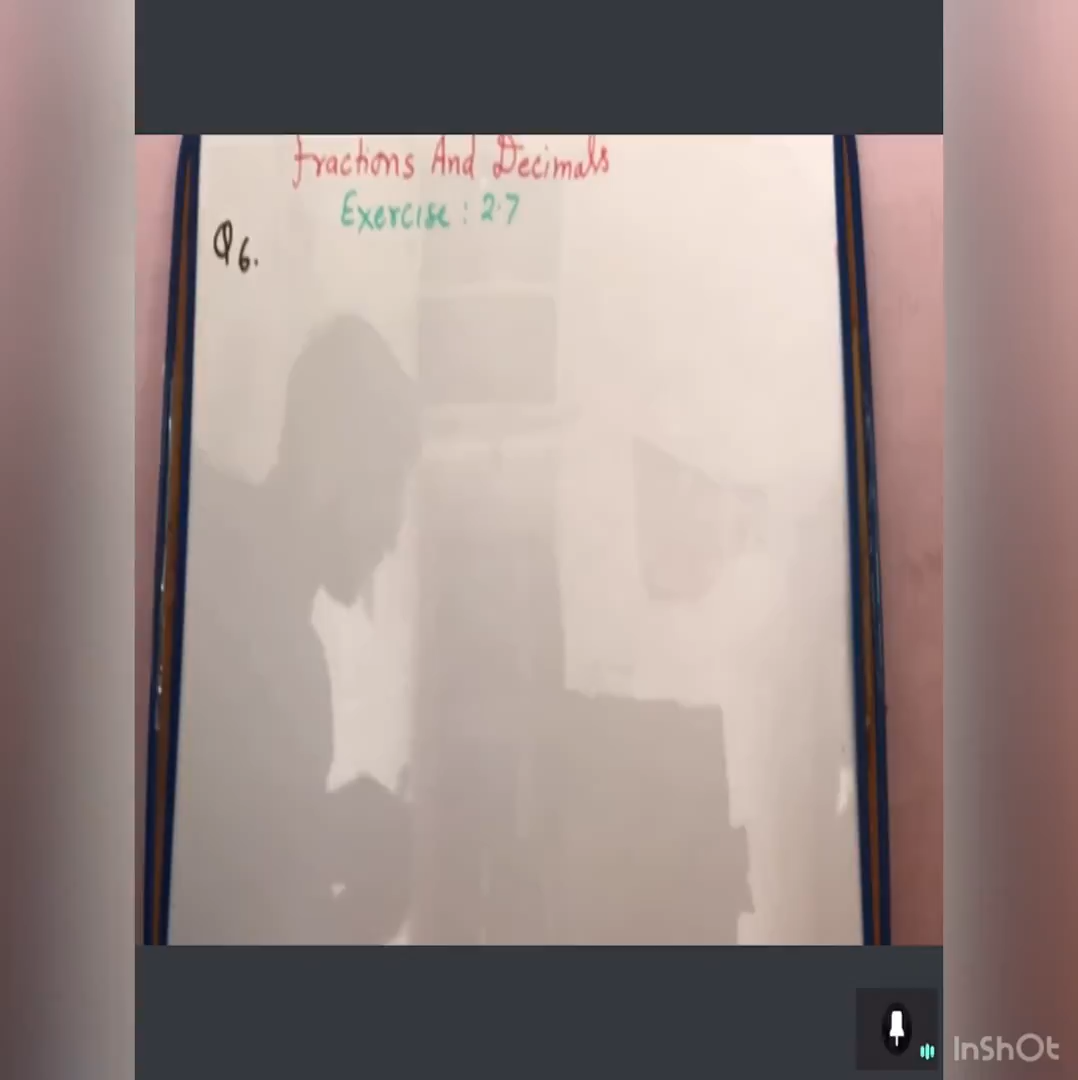 Fractions And Decimals
Exercise : 2.7
Q6.
InShOt